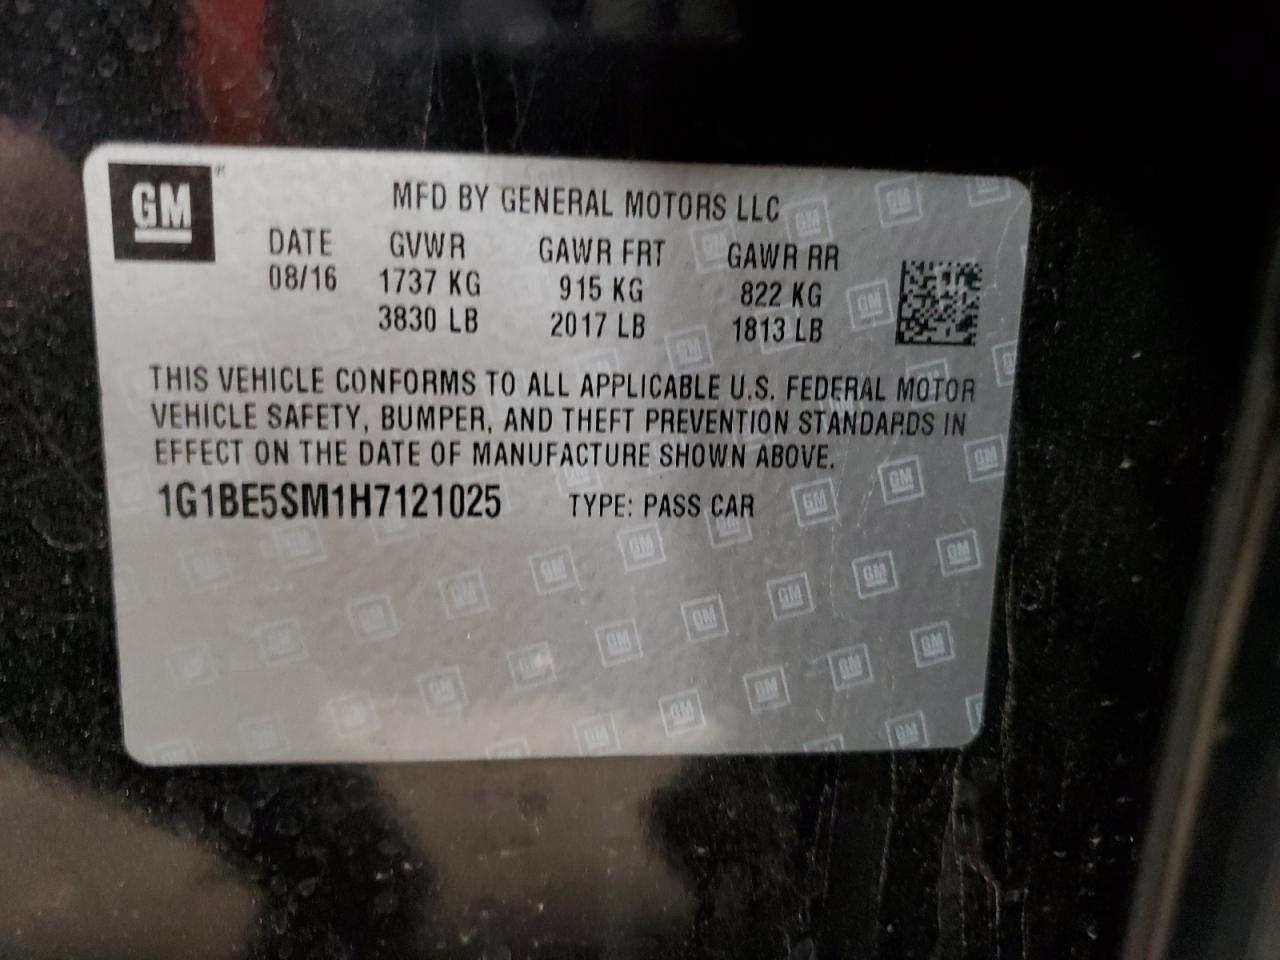 GM
MFD BY GENERAL MOTORS LLC
DATE GVWR GAWR FRT GAWR RR
08/16 1737 KG 915 KG 822 KG
3830 LB 2017 LB 1813 LB
THIS VEHICLE CONFORMS TO ALL APPLICABLE U.S. FEDERAL MOTOR
VEHICLE SAFETY, BUMPER, AND THEFT PREVENTION STANDARDS IN
EFFECT ON THE DATE OF MANUFACTURE SHOWN ABOVE.
1G1BE5SM1H7121025 TYPE: PASS CAR